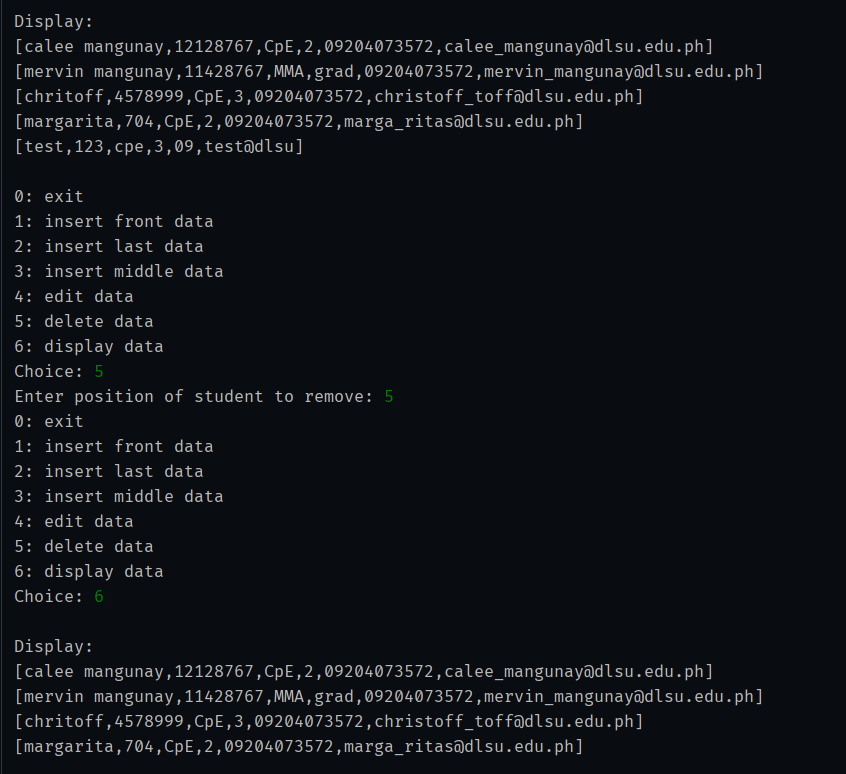 Display:
[calee mangunay,12128767,CpE,2,09204073572,calee_mangunay@dlsu.edu.ph]
[mervin mangunay,11428767,MMA,grad,09204073572,mervin_mangunay@dlsu.edu.ph]
[chritoff,4578999,CpE,3,09204073572,christoff_toff@dlsu.edu.ph]
[margarita,704,CpE,2,09204073572,marga_ritas@dlsu.edu.ph]
[test,123,cpe,3,09,test@dlsu]
0: exit
1: insert front data
2: insert last data
3: insert middle data
4: edit data
5: delete data
6: display data
Choice: 5
Enter position of student to remove: 5
0: exit
1: insert front data
2: insert last data
3: insert middle data
4: edit data
5: delete data
6: display data
Choice: 6
Display:
[calee mangunay,12128767,CpE,2,09204073572,calee_mangunay@dlsu.edu.ph]
[mervin mangunay,11428767,MMA,grad,09204073572,mervin_mangunay@dlsu.edu.ph]
[chritoff,4578999,CpE,3,09204073572,christoff_toff@dlsu.edu.ph]
[margarita,704,CpE,2,09204073572,marga_ritas@dlsu.edu.ph]